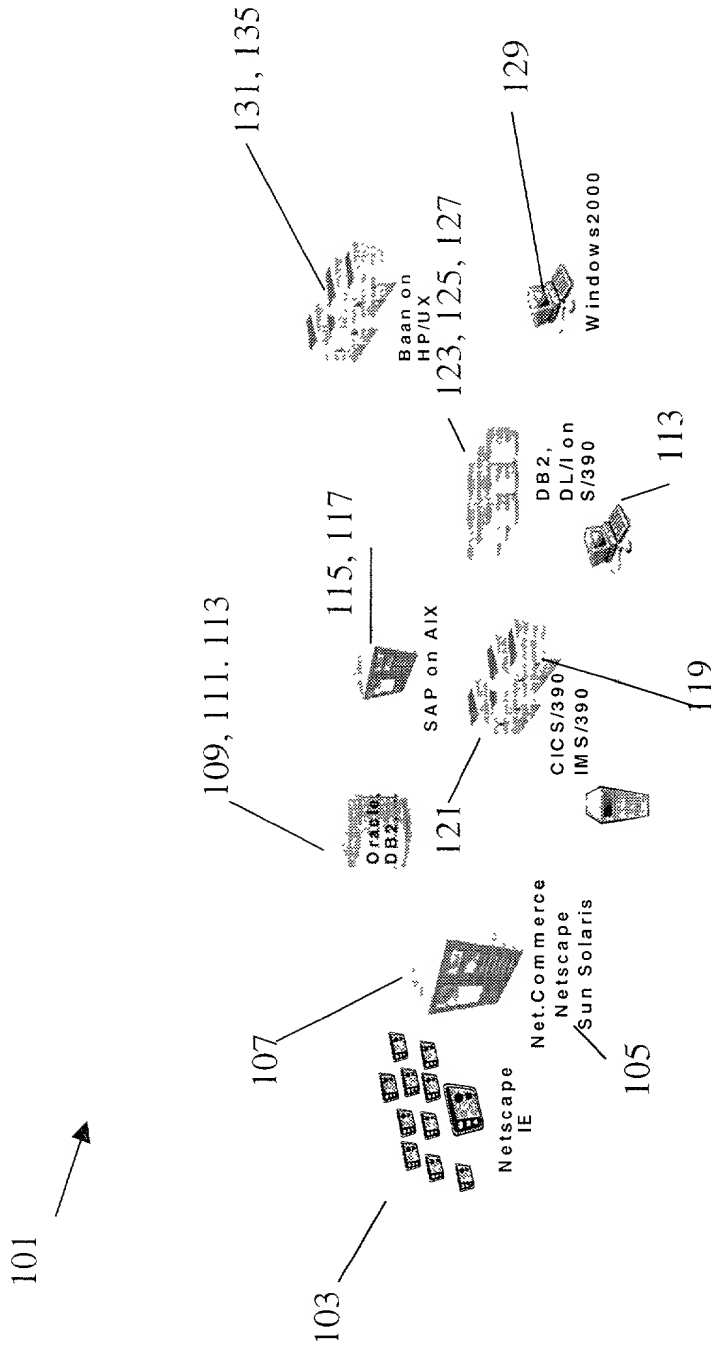 101
103
107
109, 111. 113
131, 135
115, 117
129
Oracle,
DB2,
SAP on AIX
Baan on
HP/UX
123, 125, 127
121
Netscape
IE
Net.Commerce
Netscape
Sun Solaris
105
CICS/390
IMS/390
119
DB2,
DL/I on
S/390
113
Windows2000